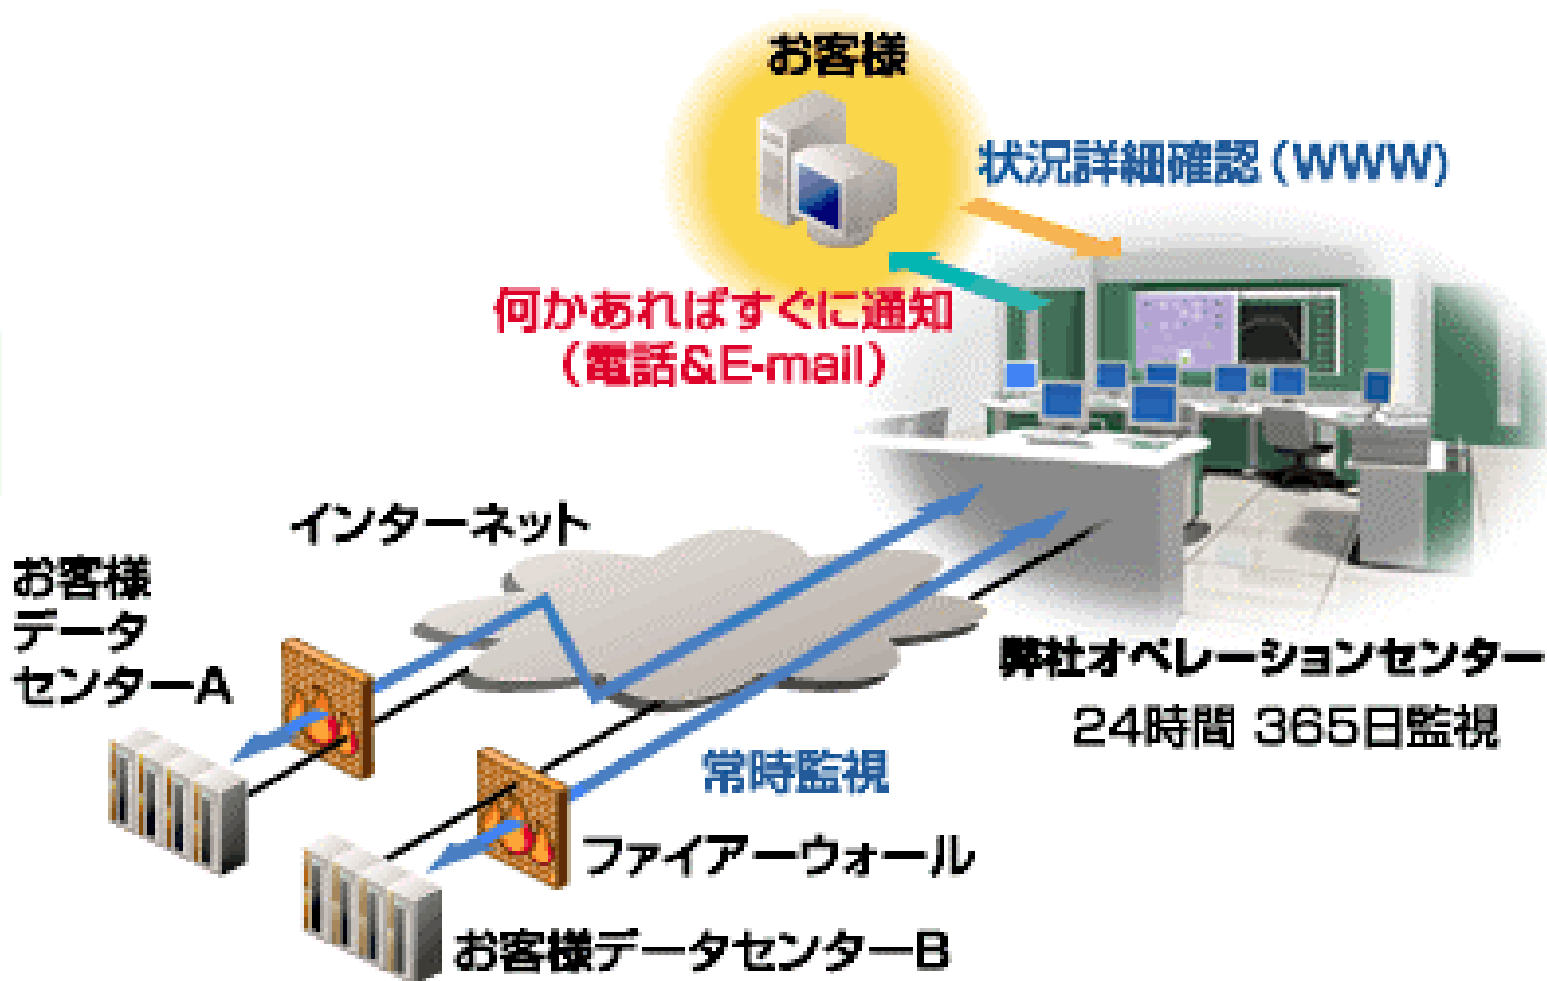 お客様
状況詳細確認(WWW)
何かあればすぐに通知
(電話&E-mail)
インターネット
お客様
データ
センターA
弊社オペレーションセンター
24時間 365日監視
常時監視
ファイアーウォール
お客様データセンターB